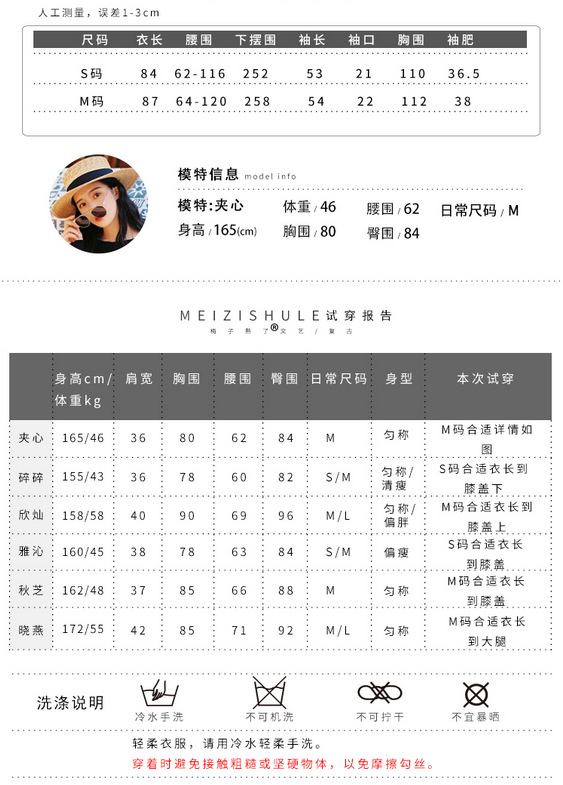 人工测量，误差1-3cm
尺码 衣长 腰围 下摆围 袖长 袖口 胸围 袖肥
S码 84 62-116 252 53 21 110 36.5
M码 87 64-120 258 54 22 112 38
模特信息 model info
模特:夹心 体重 / 46 腰围 / 62 日常尺码 / M
身高 / 165(cm) 胸围 / 80 臀围 / 84
MEIZISHULE试穿报告
梅子熟了®文艺/复古
身高cm/ 肩宽 胸围 腰围 臀围 日常尺码 身型 本次试穿
体重kg
夹心 165/46 36 80 62 84 M 匀称 M码合适详情如
图
碎碎 155/43 36 78 60 82 S/M 匀称/ S码合适衣长到
清瘦 膝盖下
欣灿 158/58 40 90 69 96 M/L 匀称/ M码合适衣长到
偏胖 膝盖上
雅沁 160/45 38 78 63 84 S/M 偏瘦 S码合适衣长
到膝盖
秋芝 162/48 37 85 66 88 M 匀称 M码合适衣长
到膝盖
晓燕 172/55 42 85 71 92 M/L 匀称 M码合适衣长
到大腿
洗涤说明
冷水手洗 不可机洗 不可拧干 不宜暴晒
轻柔衣服，请用冷水轻柔手洗。
穿着时避免接触粗糙或坚硬物体，以免摩擦勾丝。